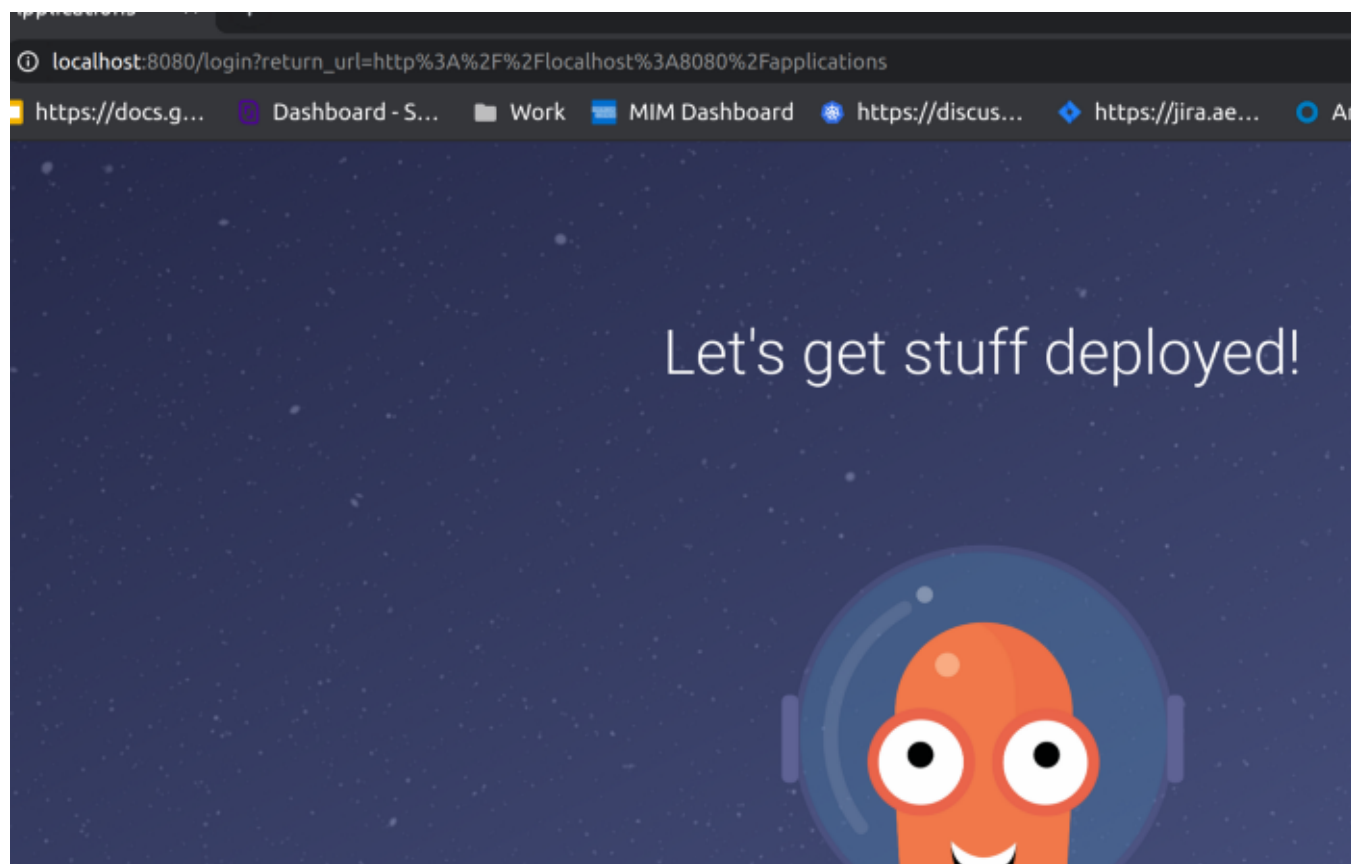 applications
localhost:8080/login?return_url=http%3A%2F%2Flocalhost%3A8080%2Fapplications
https://docs.g... Dashboard - S... Work MIM Dashboard https://discus... https://jira.ae...
Let's get stuff deployed!